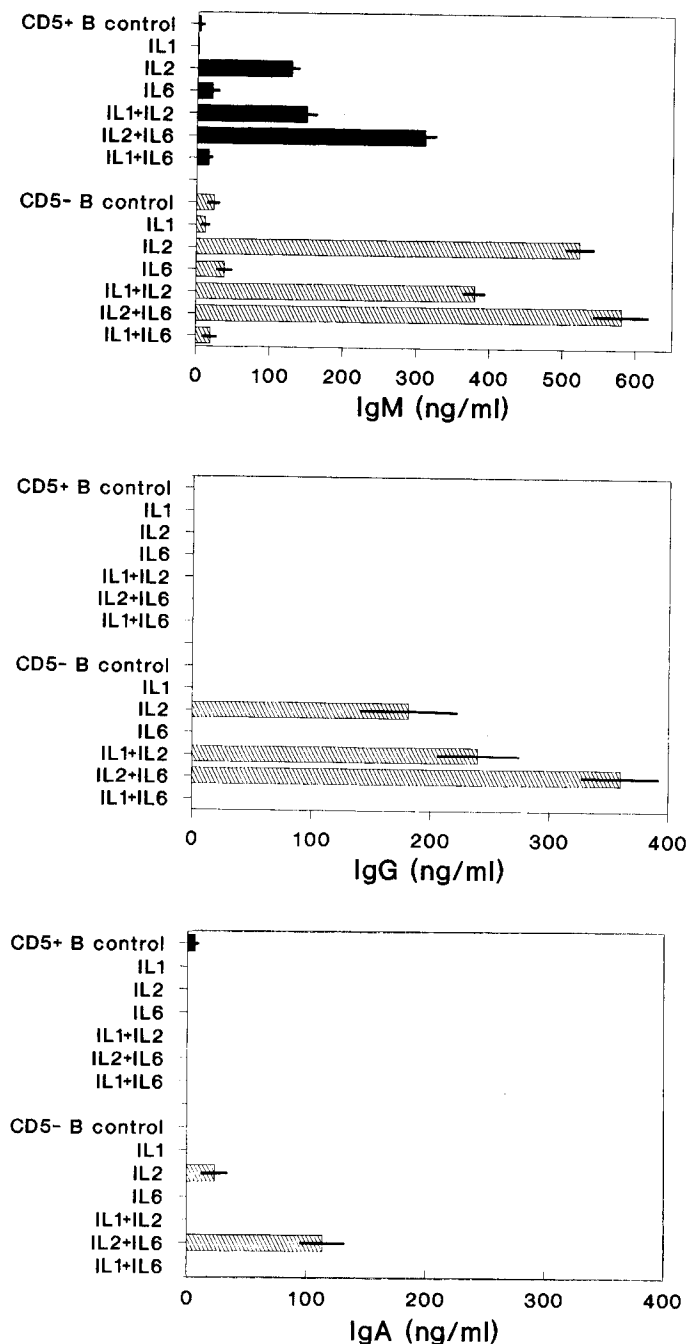 CD5+ B control
IL1
IL2
IL6
IL1+IL2
IL2+IL6
IL1+IL6
CD5- B control
IL1
IL2
IL6
IL1+IL2
IL2+IL6
IL1+IL6
0 100 200 300 400 500 600
IgM (ng/ml)
CD5+ B control
IL1
IL2
IL6
IL1+IL2
IL2+IL6
IL1+IL6
CD5- B control
IL1
IL2
IL6
IL1+IL2
IL2+IL6
IL1+IL6
0 100 200 300 400
IgG (ng/ml)
CD5+ B control
IL1
IL2
IL6
IL1+IL2
IL2+IL6
IL1+IL6
CD5- B control
IL1
IL2
IL6
IL1+IL2
IL2+IL6
IL1+IL6
0 100 200 300 400
IgA (ng/ml)